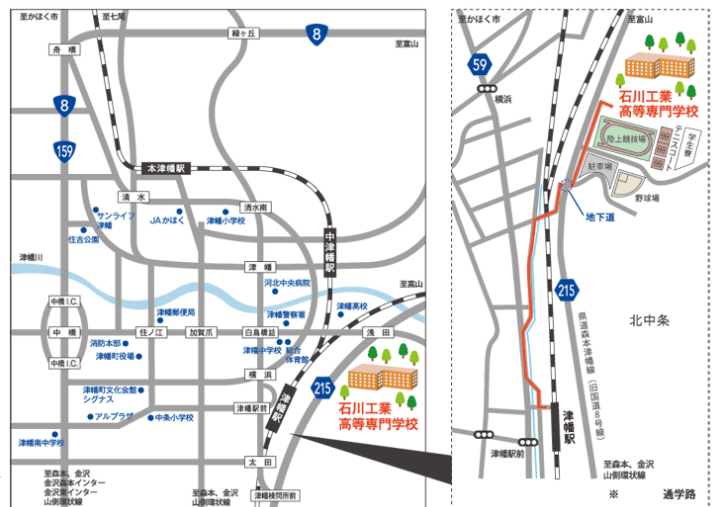 至かほく市
至七尾
緑ヶ丘
8
至富山
舟橋
8
159
本津幡駅
清水
サンライフ
津幡
JAかほく
津幡小学校
清水南
住吉公園
中津幡駅
津幡川
津幡
至富山
河北中央病院
中橋I.C.
津幡郵便局
津幡警察署
津幡高校
中橋
住ノ江
加賀爪
白鳥橋詰
浅田
消防本部
津幡中学校
総合
体育館
津幡町役場
中橋I.C.
横浜
215
津幡町文化会館
シグナス
石川工業
高等専門学校
アルプラザ
中条小学校
津幡駅前
津幡駅
津幡南中学校
太田
至森本、金沢
金沢森本インター
金沢東インター
山側環状線
至森本、金沢
山側環状線
津幡検問所前
至かほく市
至富山
59
横浜
石川工業
高等専門学校
陸上競技場
テニスコート
学生寮
駐車場
野球場
地下道
215
北中条
県道森本津幡線（旧国道8号線）
津幡駅
津幡駅前
至森本、金沢
山側環状線
※
通学路